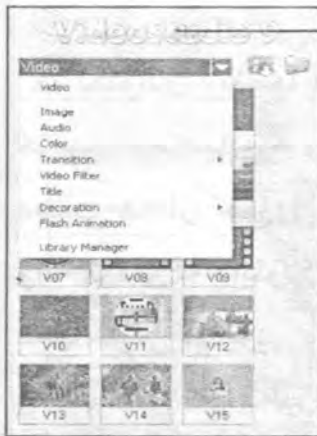 Video
video
Image
Audio
Color
Transition
Video Filter
Title
Decoration
Flash Animation
Library Manager
V07 V08 V09
V10 V11 V12
V13 V14 V15